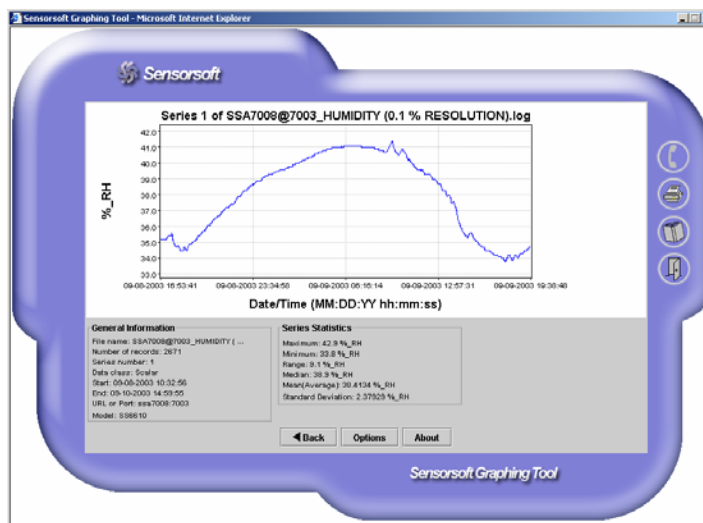 Sensorsoft Graphing Tool - Microsoft Internet Explorer
Sensorsoft
Series 1 of SSA7008@7003_HUMIDITY (0.1 % RESOLUTION).log
42.0
41.0
40.0
39.0
38.0
37.0
36.0
35.0
34.0
33.0
%_RH
09-08-2003 16:53:41 09-08-2003 23:34:58 09-09-2003 06:16:14 09-09-2003 12:57:31 09-09-2003 19:38:48
Date/Time (MM:DD:YY hh:mm:ss)
General Information
File name: SSA7008@7003_HUMIDITY ( ...
Number of records: 2671
Series number: 1
Data class: Scalar
Start: 09-08-2003 10:32:56
End: 09-10-2003 14:59:55
URL or Port: ssa7008:7003
Model: SS6610
Series Statistics
Maximum: 42.9 %_RH
Minimum: 33.8 %_RH
Range: 9.1 %_RH
Median: 38.9 %_RH
Mean(Average): 38.4134 %_RH
Standard Deviation: 2.37929 %_RH
Back Options About
Sensorsoft Graphing Tool